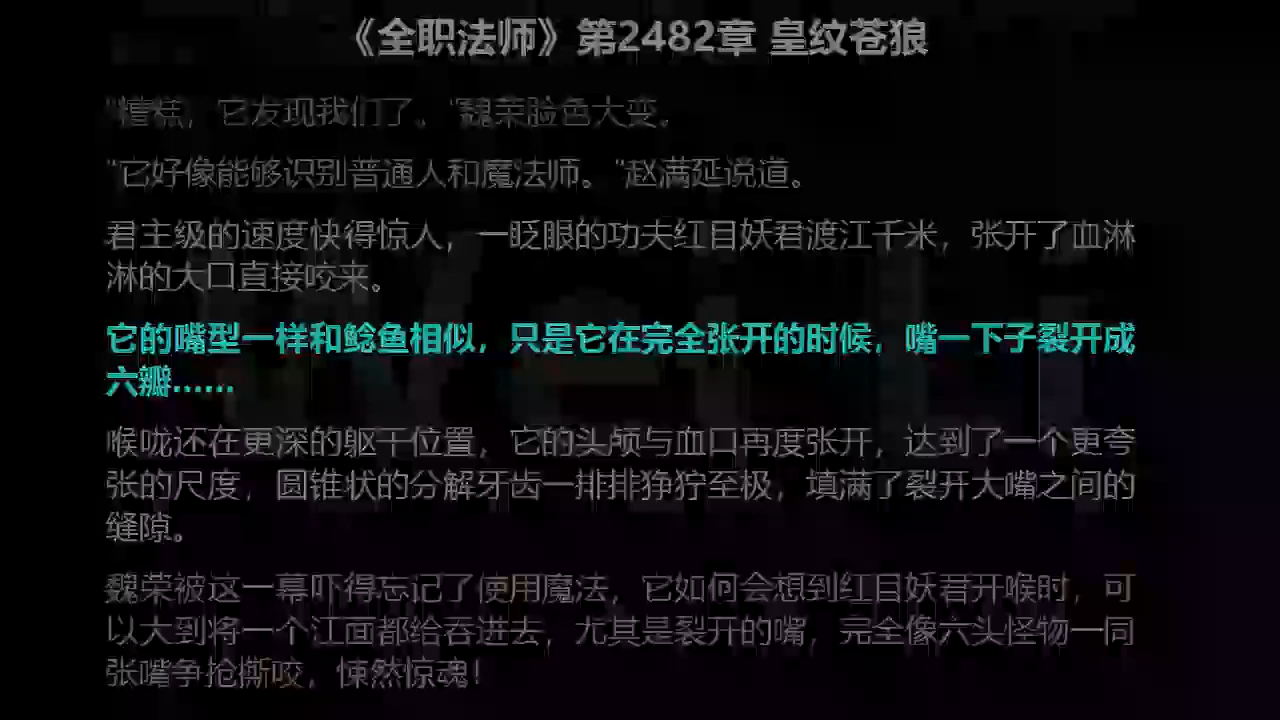 《全职法师》第2482章 皇纹苍狼
"糟糕，它发现我们了。"魏荣脸色大变。
"它好像能够识别普通人和魔法师。"赵满延说道。
君主级的速度快得惊人，一眨眼的功夫红目妖君渡江千米，张开了血淋
淋的大口直接咬来。
它的嘴型一样和鲶鱼相似，只是它在完全张开的时候，嘴一下子裂开成
六瓣……
喉咙还在更深的躯干位置，它的头颅与血口再度张开，达到了一个更夸
张的尺度，圆锥状的分解牙齿一排排狰狞至极，填满了裂开大嘴之间的
缝隙。
魏荣被这一幕吓得忘记了使用魔法，它如何会想到红目妖君开喉时，可
以大到将一个江面都给吞进去，尤其是裂开的嘴，完全像六头怪物一同
张嘴争抢撕咬，悚然惊魂！